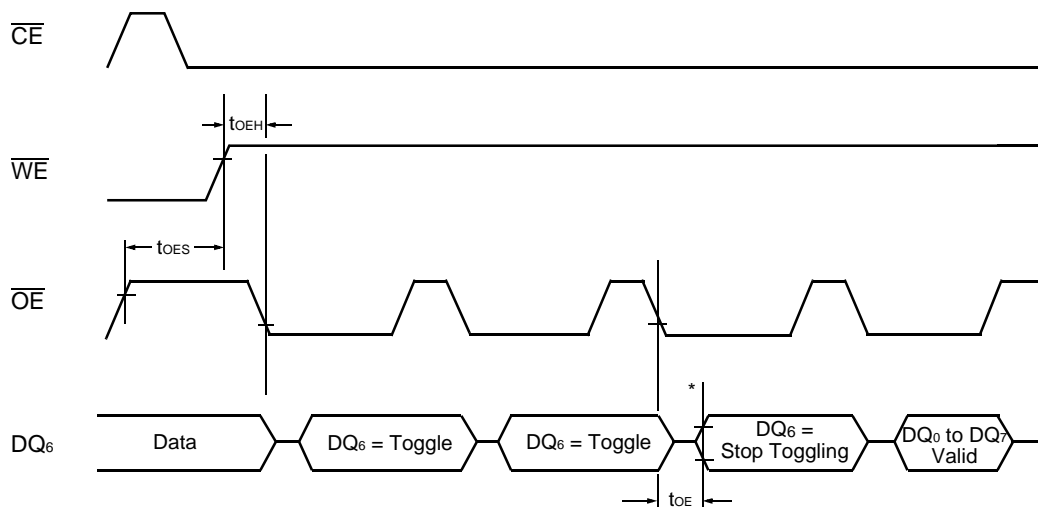 CE
tOEH
WE
tOES
OE
*
DQ6
Data
DQ6 = Toggle
DQ6 = Toggle
DQ6 =
Stop Toggling
DQ0 to DQ7
Valid
tOE